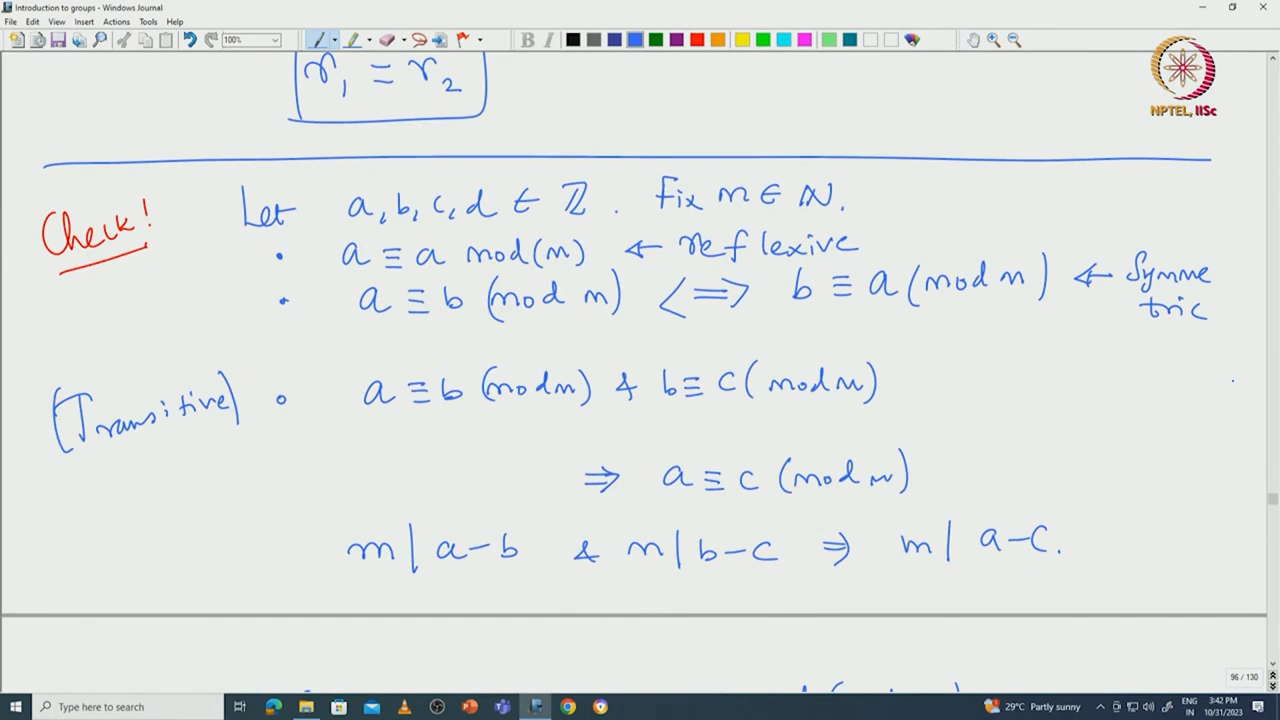 Introduction to groups - Windows Journal
File Edit View Insert Actions Tools Help
100%
B I
r₁ = r₂
NPTEL, IISc
Check!
Let a, b, c, d ∈ ℤ. Fix n ∈ ℕ.
• a ≡ a mod(n) ← reflexive
• a ≡ b (mod n) <=> b ≡ a (mod n) ← Symme
tric
(Transitive) • a ≡ b (mod n) & b ≡ c (mod n)
⇒ a ≡ c (mod n)
n | a-b & n | b-c ⇒ n | a-c.
96 / 130
Type here to search
29°C Partly sunny
ENG
IN
3:42 PM
10/31/2023